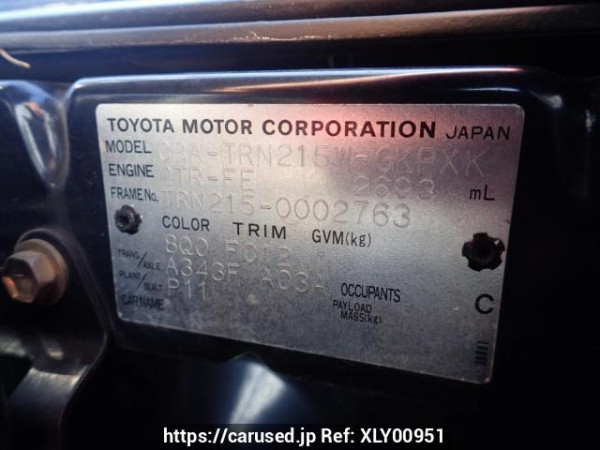 TOYOTA MOTOR CORPORATION JAPAN
MODEL CBA-TRN215W-GKPXK
ENGINE 2TR-FE 2693 mL
FRAME No. TRN215-0002763
COLOR TRIM GVM(kg)
8Q0 FC12
TRANS/AXLE A343F A03A
PLANT/BUILT P11 OCCUPANTS
CAR NAME PAYLOAD MASS(kg) C
https://carused.jp Ref: XLY00951